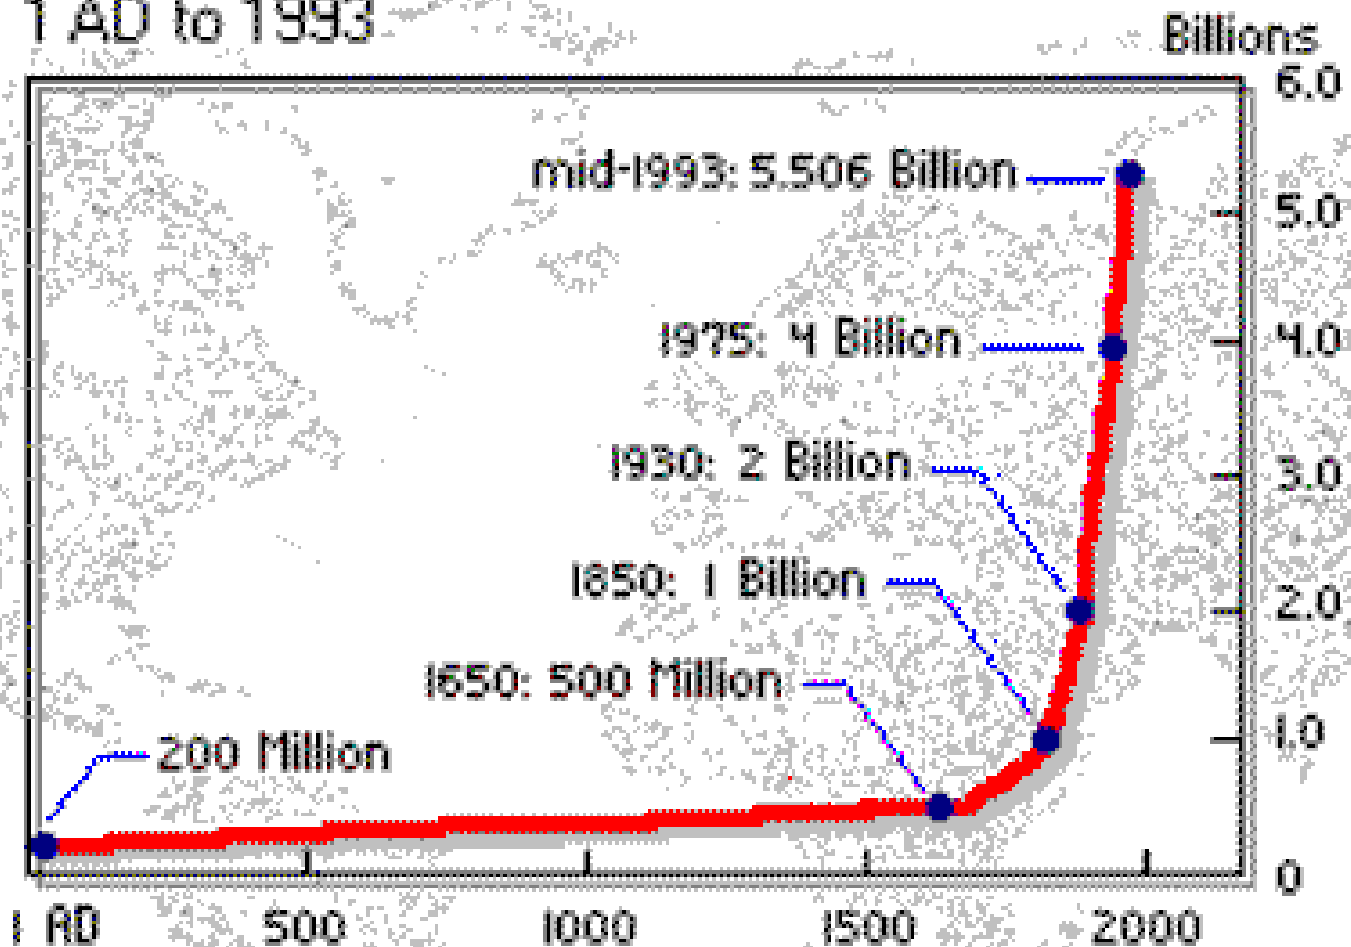 1 AD to 1993
Billions
6.0
mid-1993: 5.506 Billion
5.0
1975: 4 Billion
4.0
1930: 2 Billion
3.0
1850: 1 Billion
2.0
1650: 500 Million
1.0
200 Million
0
1 AD 500 1000 1500 2000